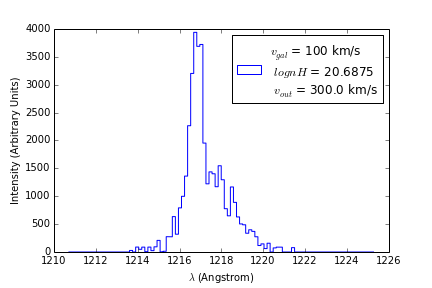 4000
3500
3000
2500
2000
1500
1000
500
0
Intensity (Arbitrary Units)
v_gal = 100 km/s
lognH = 20.6875
v_out = 300.0 km/s
1210 1212 1214 1216 1218 1220 1222 1224 1226
λ (Angstrom)